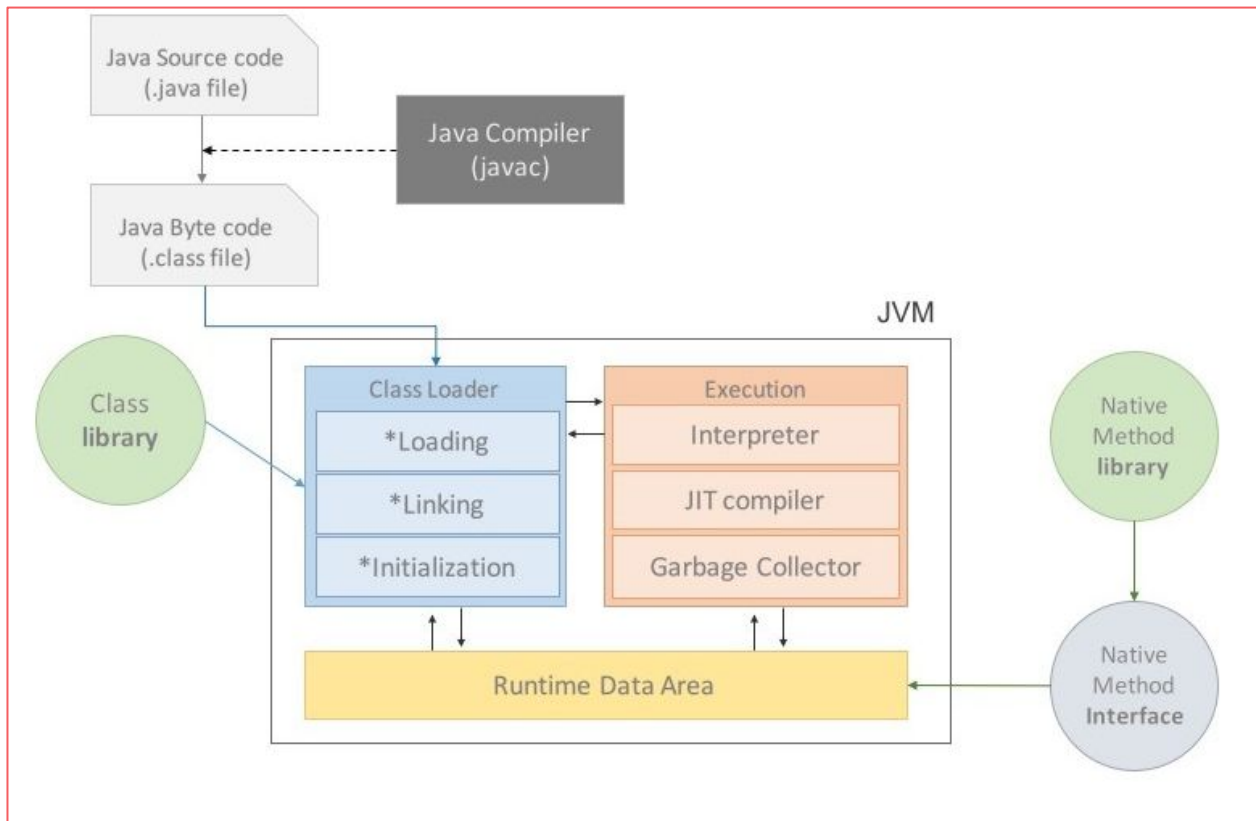 Java Source code
(.java file)
Java Compiler
(javac)
Java Byte code
(.class file)
JVM
Class
library
Class Loader
*Loading
*Linking
*Initialization
Execution
Interpreter
JIT compiler
Garbage Collector
Native
Method
library
Runtime Data Area
Native
Method
Interface